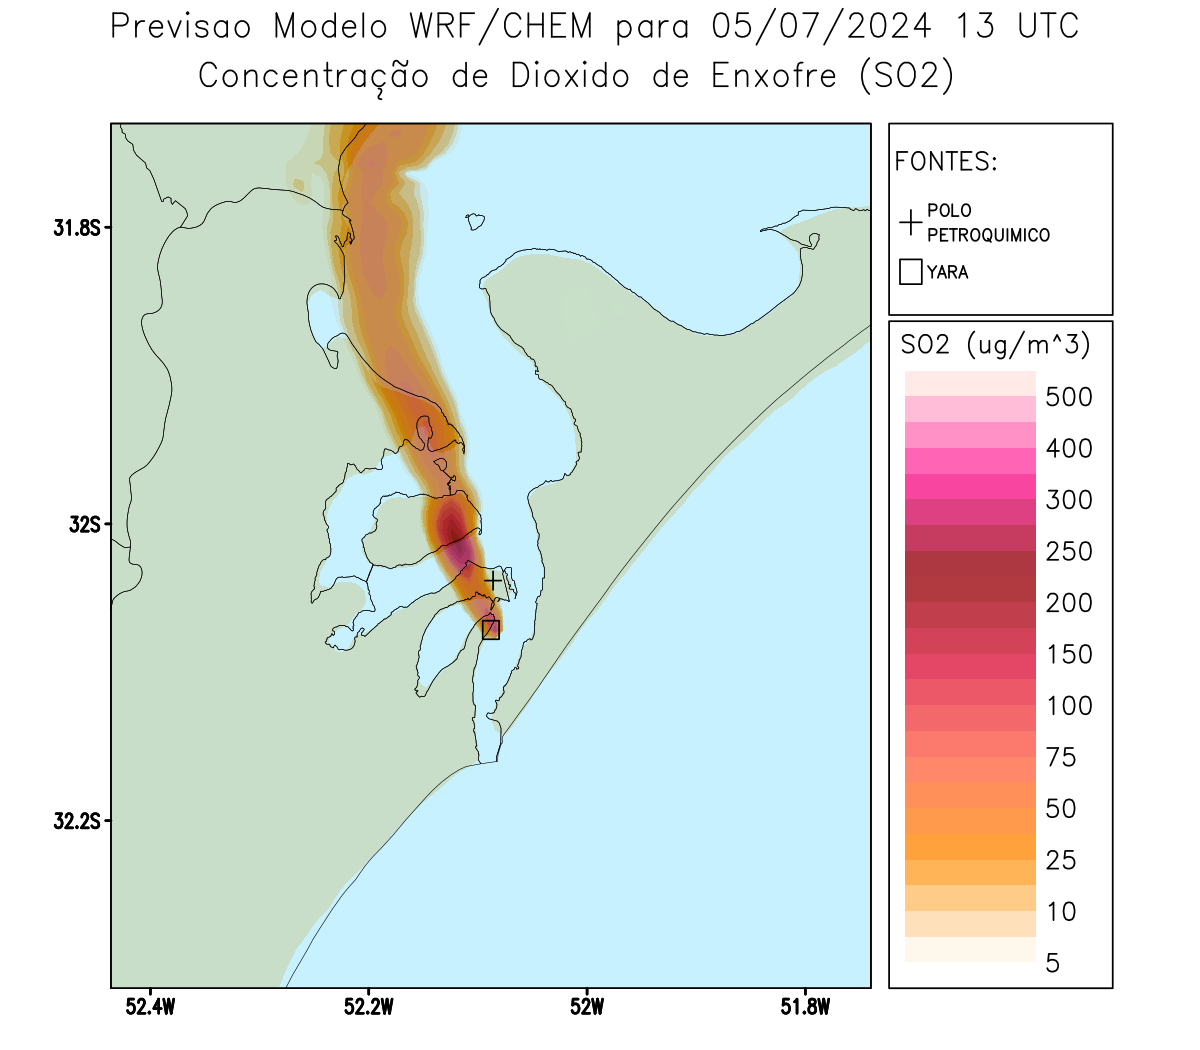 Previsao Modelo WRF/CHEM para 05/07/2024 13 UTC
Concentração de Dioxido de Enxofre (SO2)
FONTES:
POLO
PETROQUIMICO
YARA
SO2 (ug/m^3)
500
400
300
250
200
150
100
75
50
25
10
5
31.8S
32S
32.2S
52.4W
52.2W
52W
51.8W